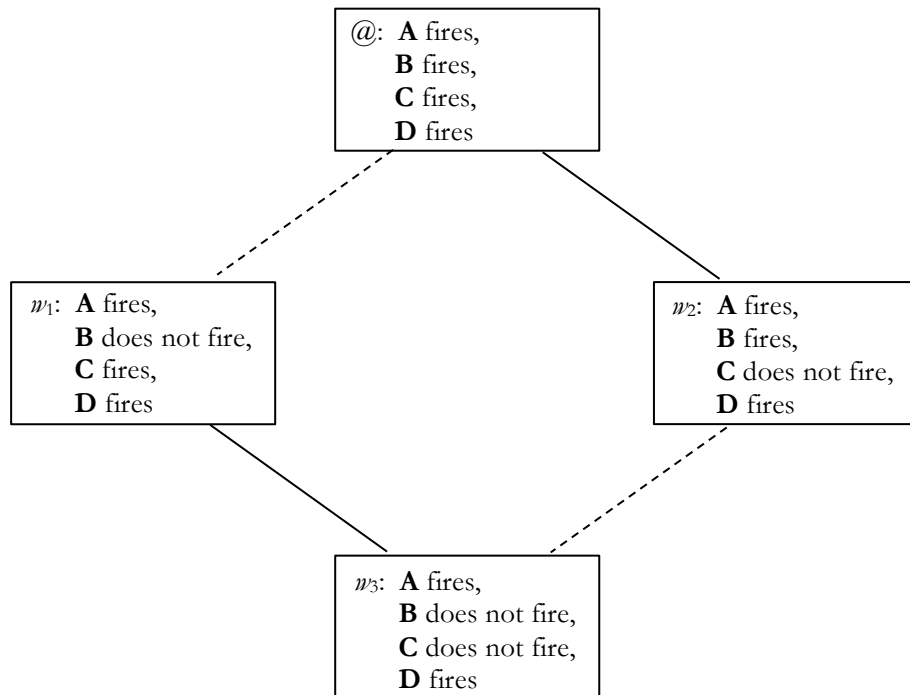 @: A fires,
B fires,
C fires,
D fires
w1: A fires,
B does not fire,
C fires,
D fires
w2: A fires,
B fires,
C does not fire,
D fires
w3: A fires,
B does not fire,
C does not fire,
D fires